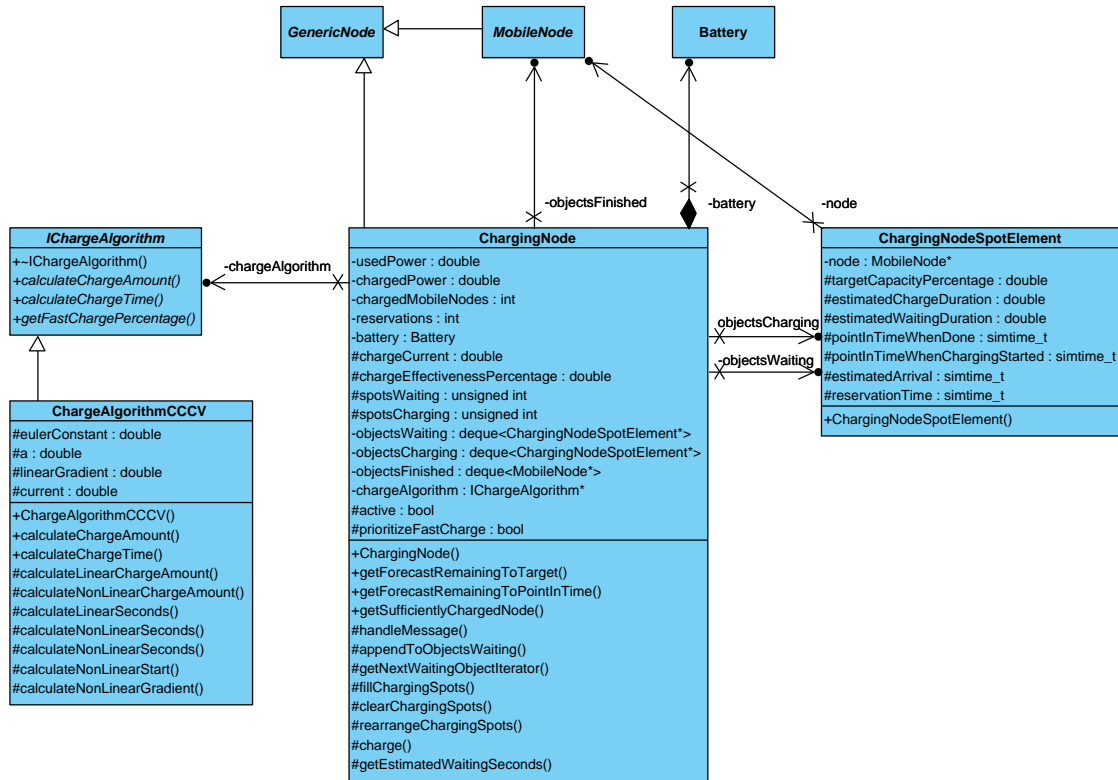 GenericNode
MobileNode
Battery
-objectsFinished
-battery
-node
IChargeAlgorithm
+~IChargeAlgorithm()
+calculateChargeAmount()
+calculateChargeTime()
+getFastChargePercentage()
-chargeAlgorithm
ChargingNode
-usedPower : double
-chargedPower : double
-chargedMobileNodes : int
-reservations : int
-battery : Battery
#chargeCurrent : double
#chargeEffectivenessPercentage : double
#spotsWaiting : unsigned int
#spotsCharging : unsigned int
-objectsWaiting : deque<ChargingNodeSpotElement*>
-objectsCharging : deque<ChargingNodeSpotElement*>
-objectsFinished : deque<MobileNode*>
-chargeAlgorithm : IChargeAlgorithm*
#active : bool
#prioritizeFastCharge : bool
+ChargingNode()
+getForecastRemainingToTarget()
+getForecastRemainingToPointInTime()
+getSufficientlyChargedNode()
#handleMessage()
#appendToObjectsWaiting()
#getNextWaitingObjectIterator()
#fillChargingSpots()
#clearChargingSpots()
#rearrangeChargingSpots()
#charge()
#getEstimatedWaitingSeconds()
objectsCharging
-objectsWaiting
ChargingNodeSpotElement
-node : MobileNode*
#targetCapacityPercentage : double
#estimatedChargeDuration : double
#estimatedWaitingDuration : double
#pointInTimeWhenDone : simtime_t
#pointInTimeWhenChargingStarted : simtime_t
#estimatedArrival : simtime_t
#reservationTime : simtime_t
+ChargingNodeSpotElement()
ChargeAlgorithmCCCV
#eulerConstant : double
#a : double
#linearGradient : double
#current : double
+ChargeAlgorithmCCCV()
+calculateChargeAmount()
+calculateChargeTime()
#calculateLinearChargeAmount()
#calculateNonLinearChargeAmount()
#calculateLinearSeconds()
#calculateNonLinearSeconds()
#calculateNonLinearSeconds()
#calculateNonLinearStart()
#calculateNonLinearGradient()